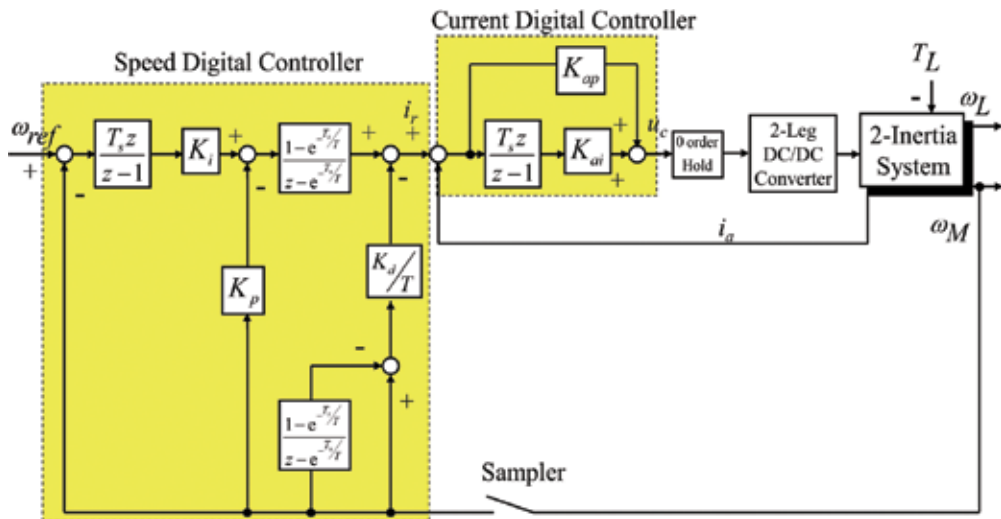 Current Digital Controller
Speed Digital Controller
K_ap
T_L
ω_ref
+
-
T_s z
z-1
K_i
+
-
1-e^{-T_s/T}
z-e^{-T_s/T}
+
-
i_r
+
T_s z
z-1
K_ai
+
+
u_c
0 order
Hold
2-Leg
DC/DC
Converter
-
2-Inertia
System
ω_L
ω_M
i_a
K_p
K_d/T
-
+
1-e^{-T_s/T}
z-e^{-T_s/T}
Sampler